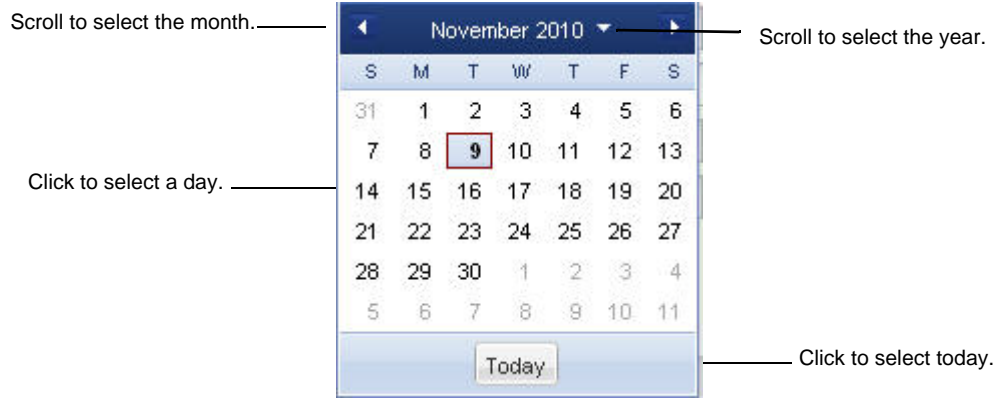 Scroll to select the month.
November 2010
Scroll to select the year.
S M T W T F S
31 1 2 3 4 5 6
7 8 9 10 11 12 13
Click to select a day.
14 15 16 17 18 19 20
21 22 23 24 25 26 27
28 29 30 1 2 3 4
5 6 7 8 9 10 11
Today
Click to select today.